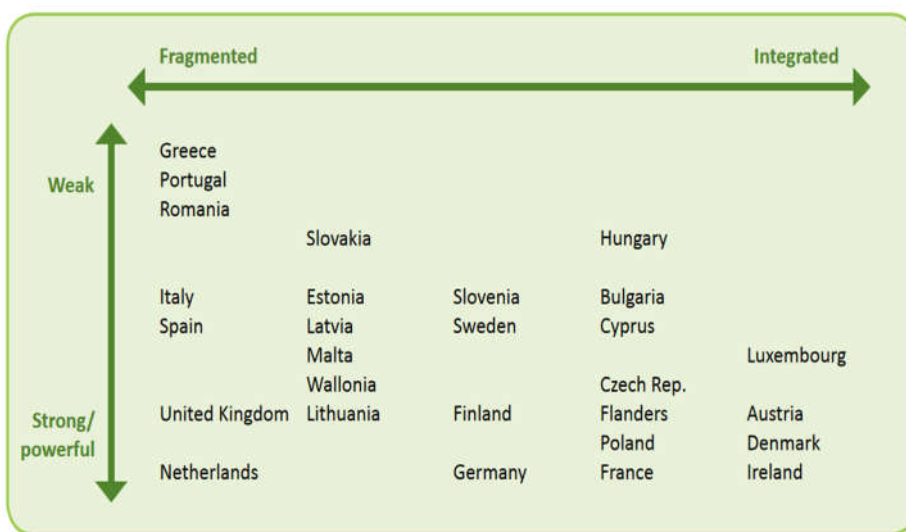 Fragmented Integrated
Weak
Greece
Portugal
Romania
Slovakia Hungary
Italy Estonia Slovenia Bulgaria
Spain Latvia Sweden Cyprus
Malta Luxembourg
Wallonia Czech Rep.
Strong/
powerful
United Kingdom Lithuania Finland Flanders Austria
Poland Denmark
Netherlands Germany France Ireland